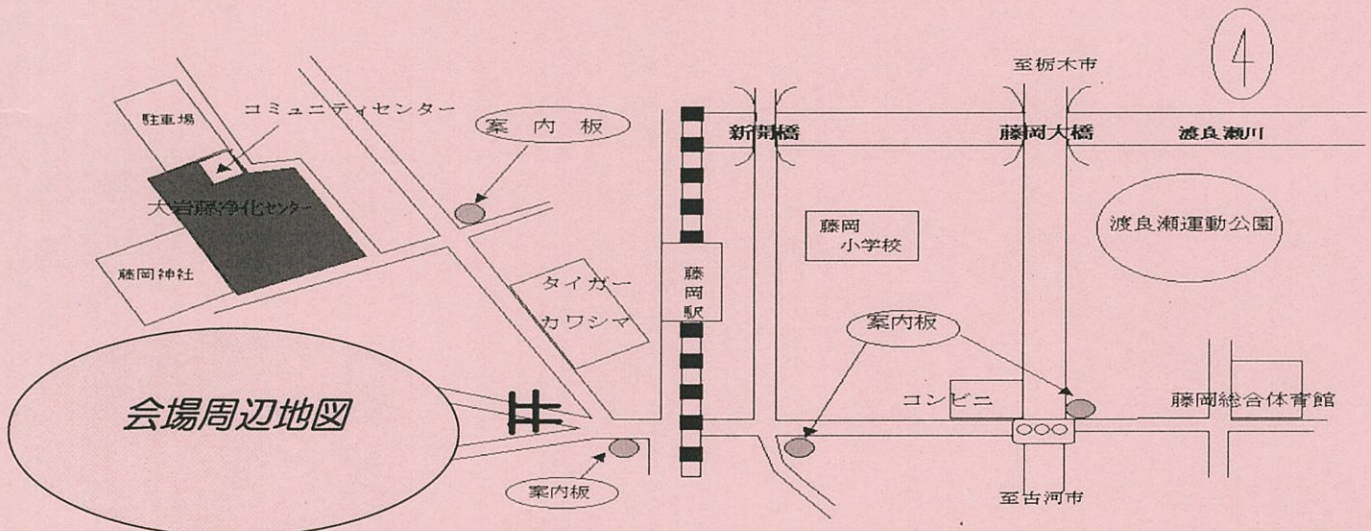 ④
至栃木市
コミュニティセンター
駐車場
案内板
新開橋
藤岡大橋
渡良瀬川
大岩藤浄化センター
藤岡
小学校
渡良瀬運動公園
藤岡神社
タイガー
カワシマ
藤岡駅
案内板
コンビニ
藤岡総合体育館
会場周辺地図
案内板
至古河市